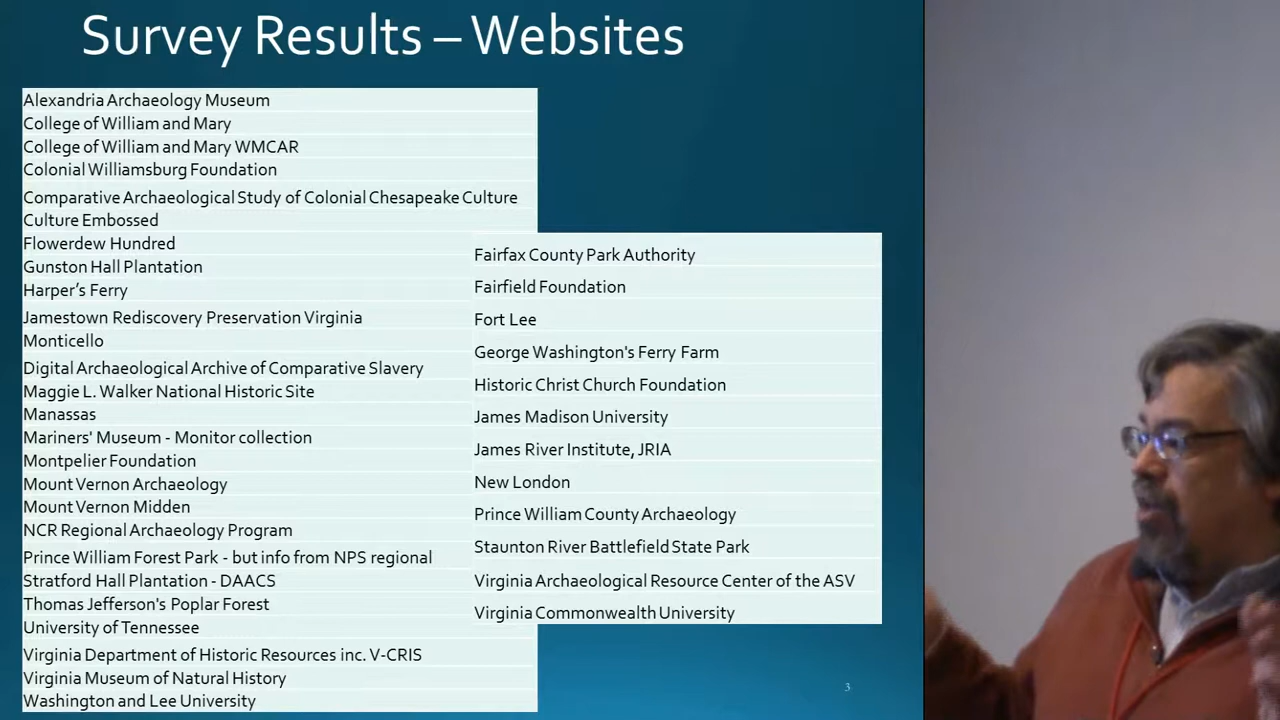 Survey Results – Websites
Alexandria Archaeology Museum
College of William and Mary
College of William and Mary WMCAR
Colonial Williamsburg Foundation
Comparative Archaeological Study of Colonial Chesapeake Culture
Culture Embossed
Flowerdew Hundred
Gunston Hall Plantation
Harper’s Ferry
Jamestown Rediscovery Preservation Virginia
Monticello
Digital Archaeological Archive of Comparative Slavery
Maggie L. Walker National Historic Site
Manassas
Mariners' Museum - Monitor collection
Montpelier Foundation
Mount Vernon Archaeology
Mount Vernon Midden
NCR Regional Archaeology Program
Prince William Forest Park - but info from NPS regional
Stratford Hall Plantation - DAACS
Thomas Jefferson's Poplar Forest
University of Tennessee
Virginia Department of Historic Resources inc. V-CRIS
Virginia Museum of Natural History
Washington and Lee University
Fairfax County Park Authority
Fairfield Foundation
Fort Lee
George Washington's Ferry Farm
Historic Christ Church Foundation
James Madison University
James River Institute, JRIA
New London
Prince William County Archaeology
Staunton River Battlefield State Park
Virginia Archaeological Resource Center of the ASV
Virginia Commonwealth University
3